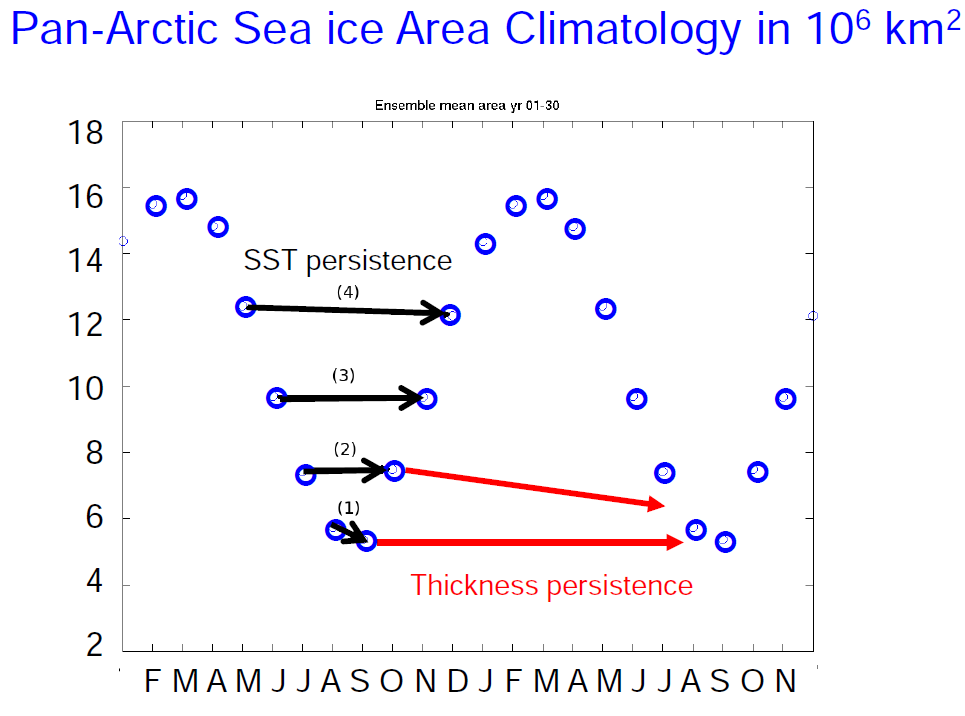 Pan-Arctic Sea ice Area Climatology in 10⁶ km²
Ensemble mean area yr 01-30
18
16
SST persistence
14
(4)
12
(3)
10
(2)
8
(1)
6
Thickness persistence
4
2
F M A M J J A S O N D J F M A M J J A S O N